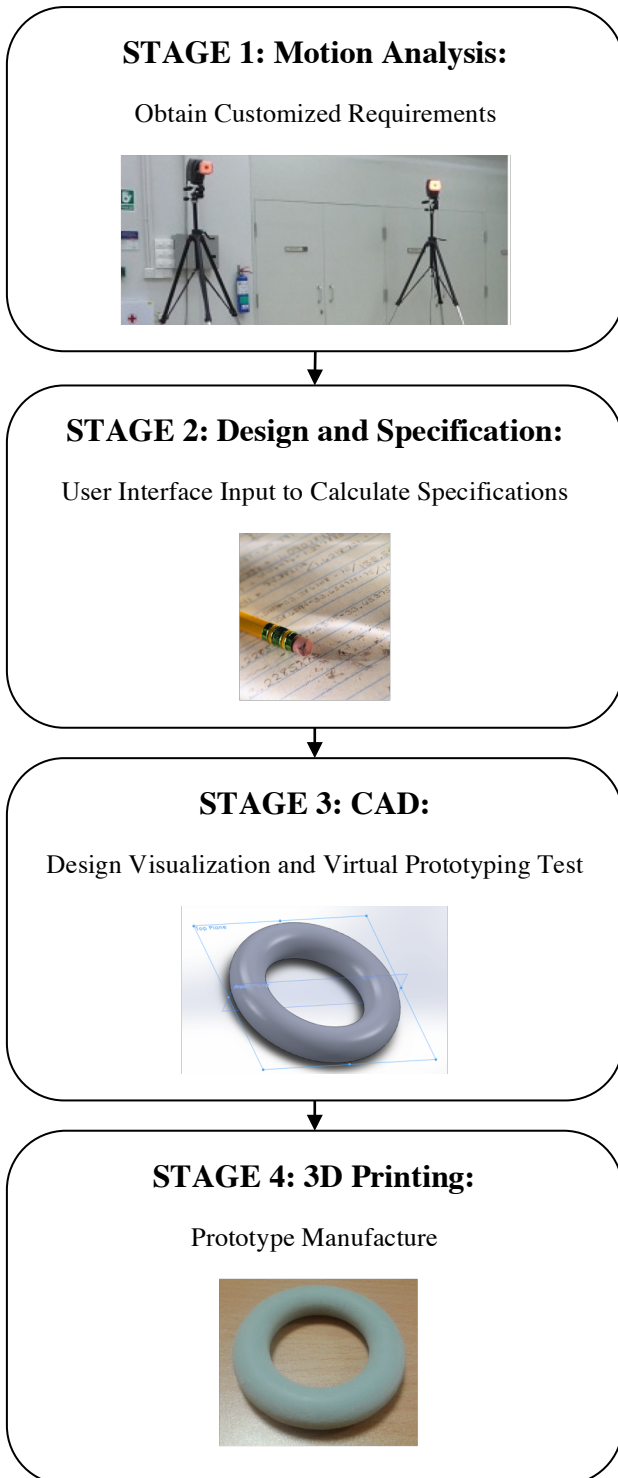 STAGE 1: Motion Analysis:
Obtain Customized Requirements
STAGE 2: Design and Specification:
User Interface Input to Calculate Specifications
STAGE 3: CAD:
Design Visualization and Virtual Prototyping Test
Top Plane
STAGE 4: 3D Printing:
Prototype Manufacture